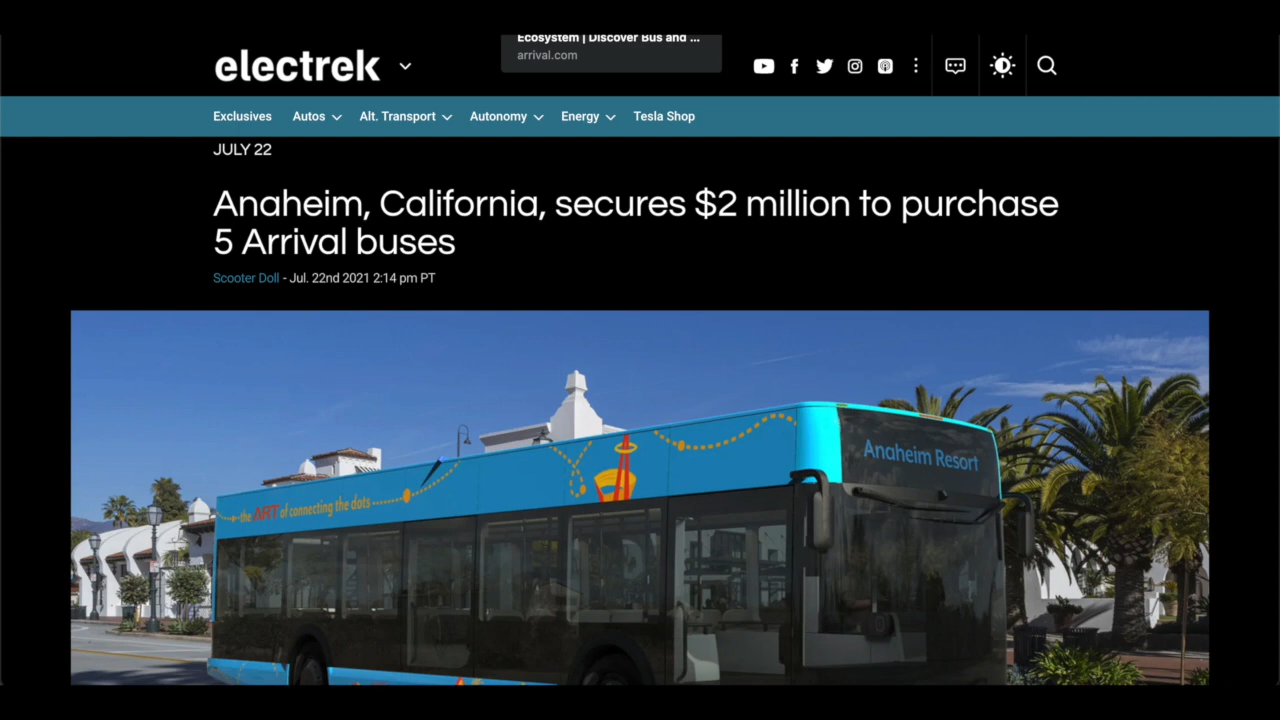 Ecosystem | Discover Bus and ...
arrival.com
electrek
Exclusives Autos Alt. Transport Autonomy Energy Tesla Shop
JULY 22
Anaheim, California, secures $2 million to purchase
5 Arrival buses
Scooter Doll - Jul. 22nd 2021 2:14 pm PT
Anaheim Resort
the ART of connecting the dots